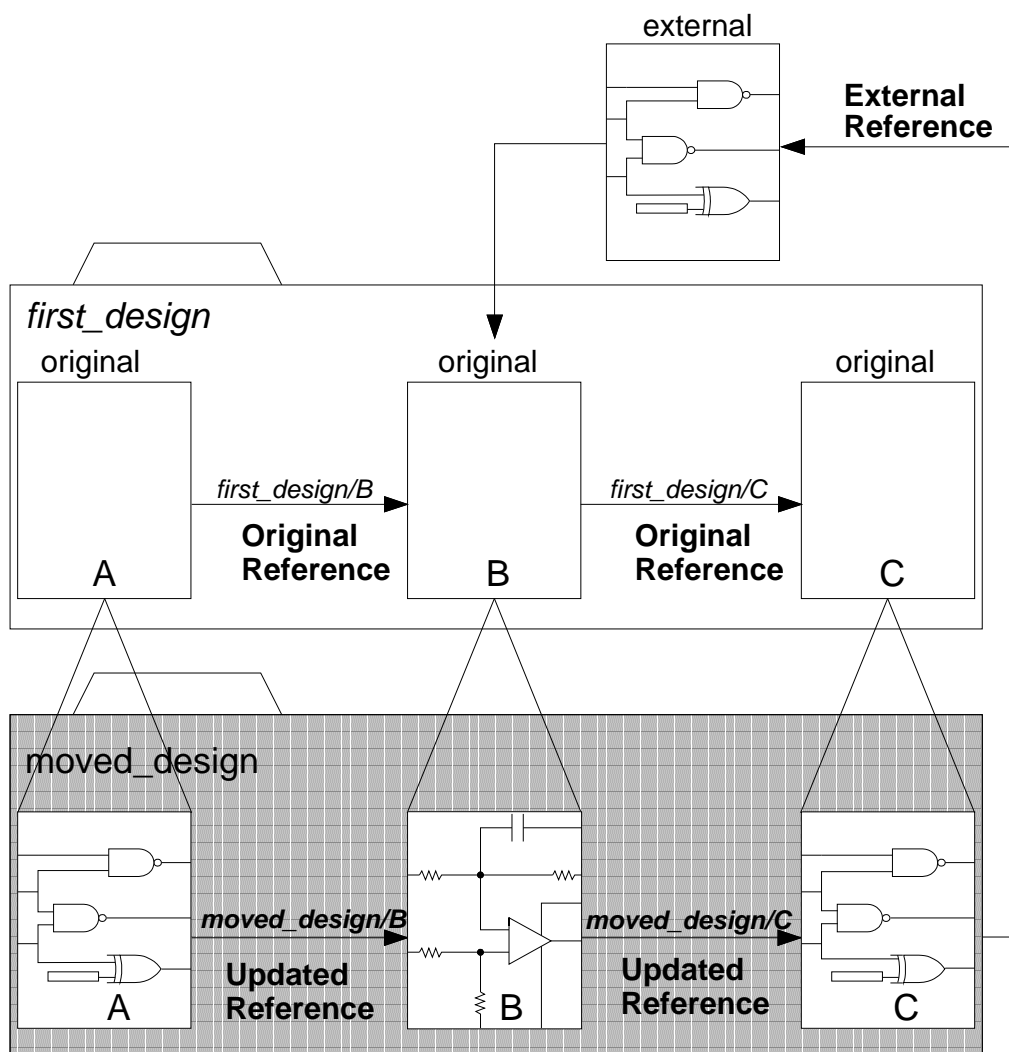 external
External
Reference
first_design
original
original
original
first_design/B
first_design/C
Original
Reference
Original
Reference
A
B
C
moved_design
moved_design/B
moved_design/C
Updated
Reference
Updated
Reference
A
B
C